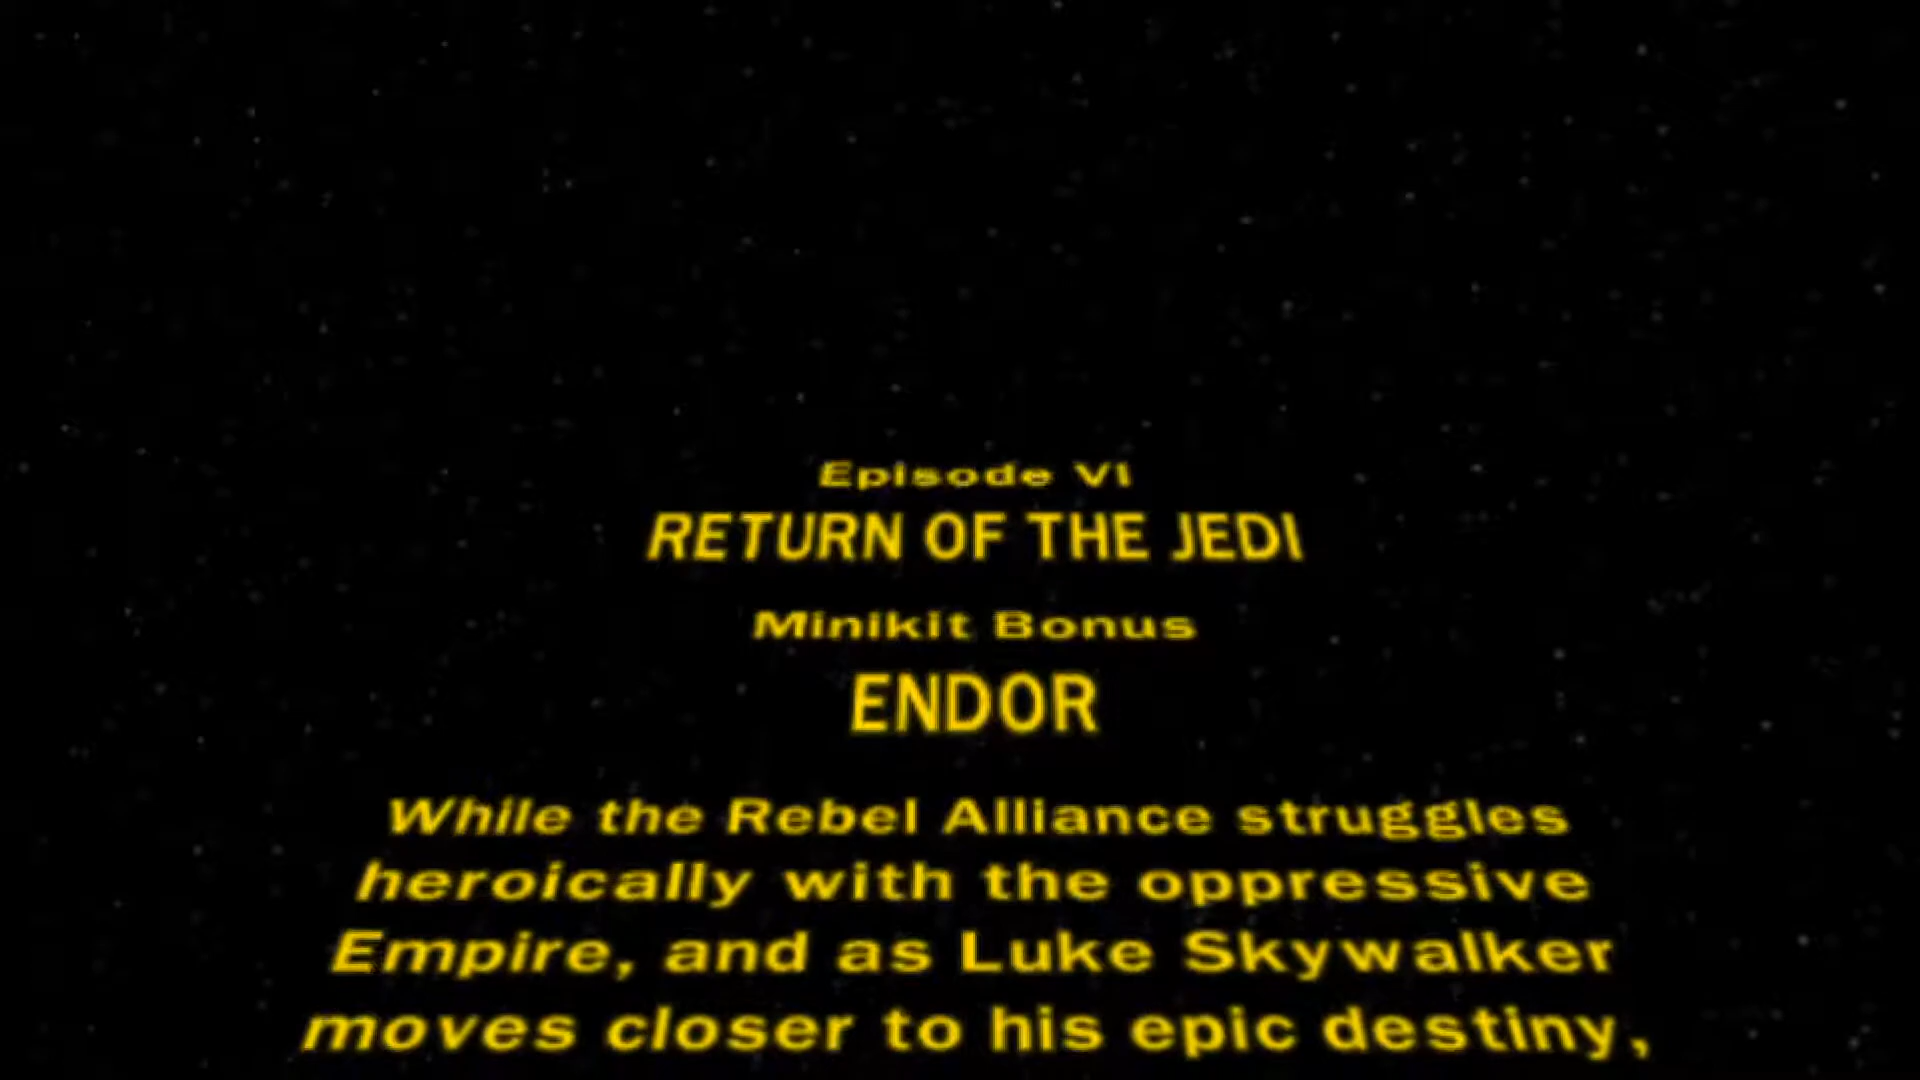 Episode VI
RETURN OF THE JEDI
Minikit Bonus
ENDOR
While the Rebel Alliance struggles
heroically with the oppressive
Empire, and as Luke Skywalker
moves closer to his epic destiny,